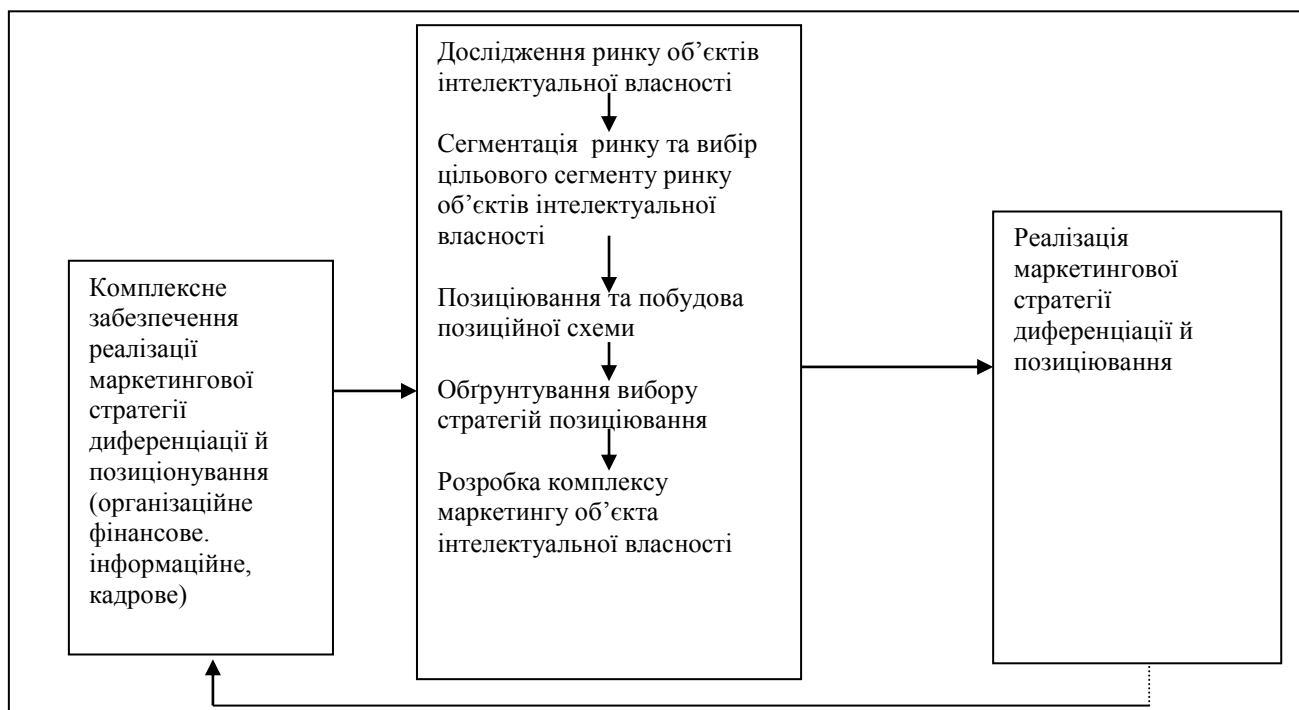 Комплексне
забезпечення
реалізації
маркетингової
стратегії
диференціації й
позиціонування
(організаційне
фінансове.
інформаційне,
кадрове)
Дослідження ринку об’єктів
інтелектуальної власності
Сегментація ринку та вибір
цільового сегменту ринку
об’єктів інтелектуальної
власності
Позиціювання та побудова
позиційної схеми
Обґрунтування вибору
стратегій позиціювання
Розробка комплексу
маркетингу об’єкта
інтелектуальної власності
Реалізація
маркетингової
стратегії
диференціації й
позиціювання